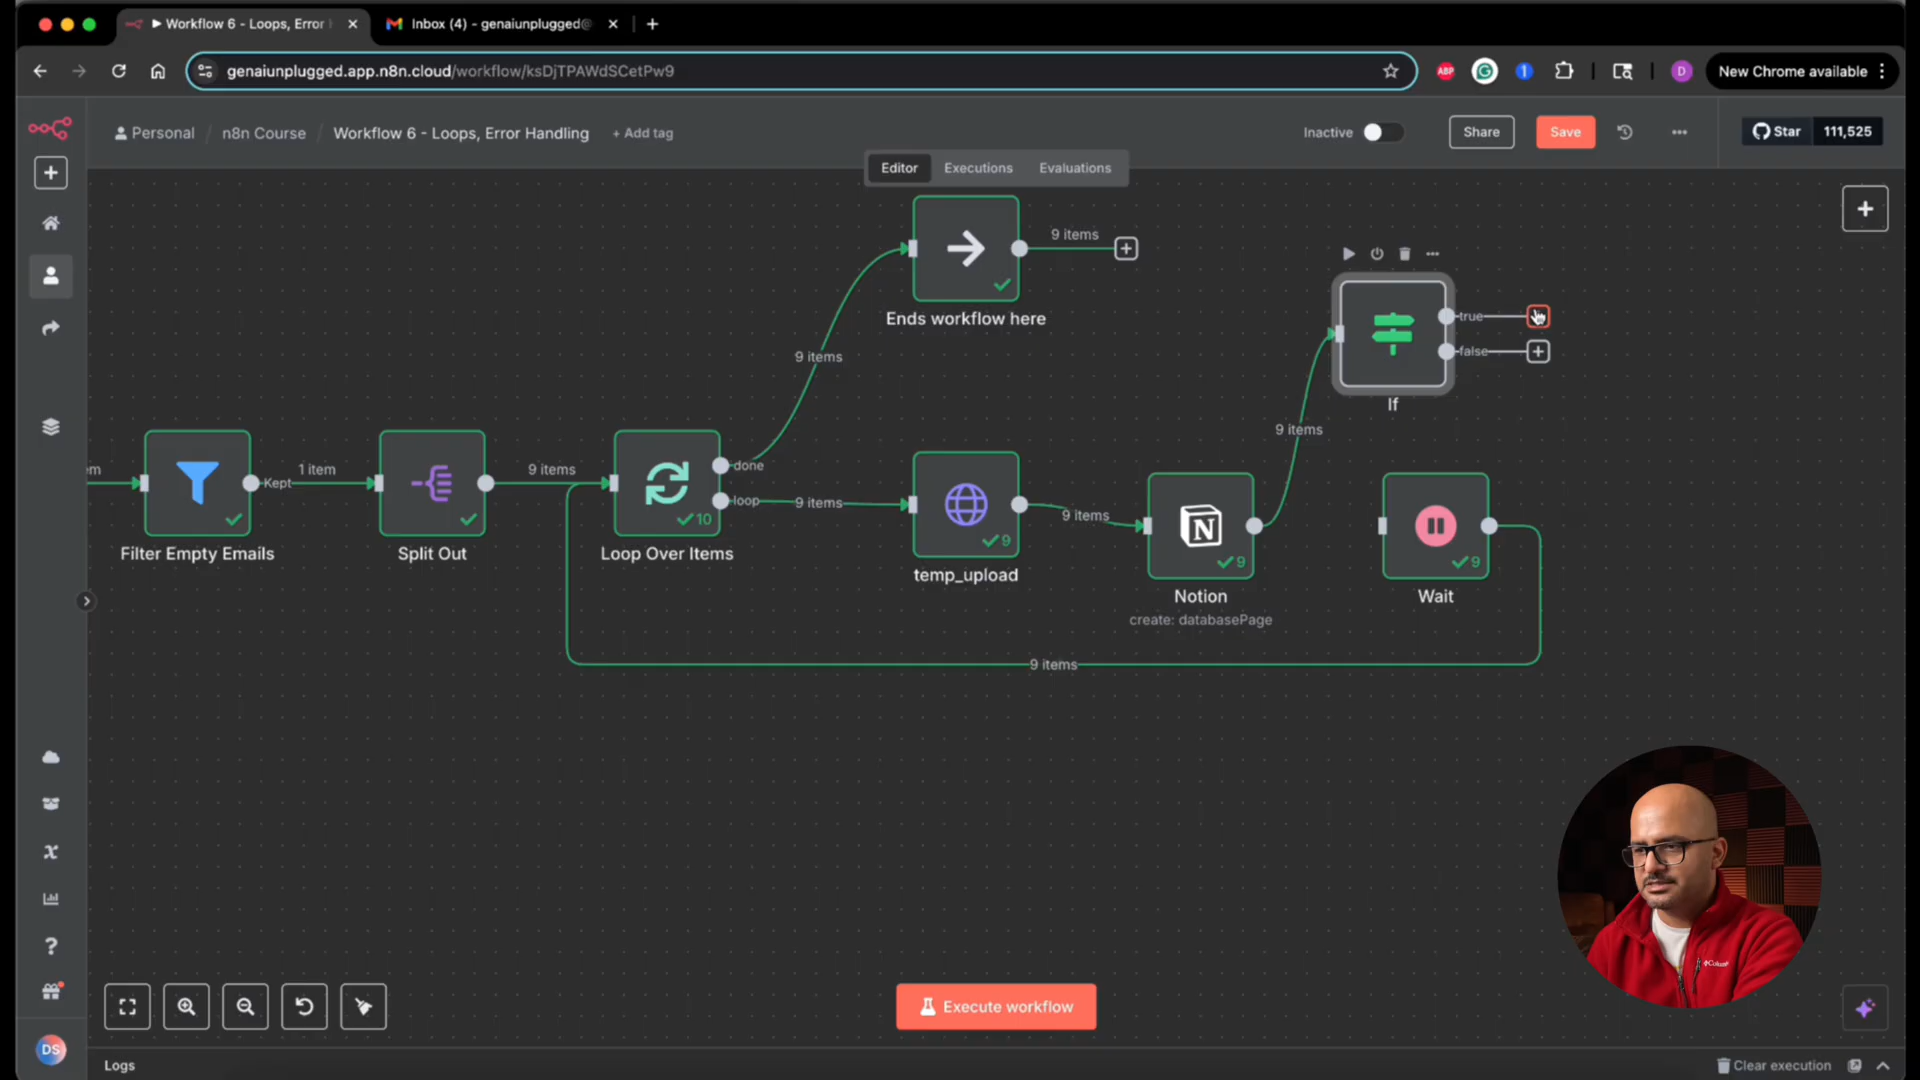 Workflow 6 - Loops, Error
Inbox (4) - genaiunplugged@
genaiunplugged.app.n8n.cloud/workflow/ksDjTPAWdSCetPw9
ABP
1
D
New Chrome available
Personal / n8n Course / Workflow 6 - Loops, Error Handling + Add tag
Inactive
Share
Save
Star 111,525
Editor Executions Evaluations
9 items
Ends workflow here
true
false
If
9 items
9 items
em
Kept
1 item
9 items
done
loop
9 items
9 items
10
9
9
9
Filter Empty Emails
Split Out
Loop Over Items
temp_upload
Notion
create: databasePage
Wait
9 items
Execute workflow
DS
Logs
Clear execution